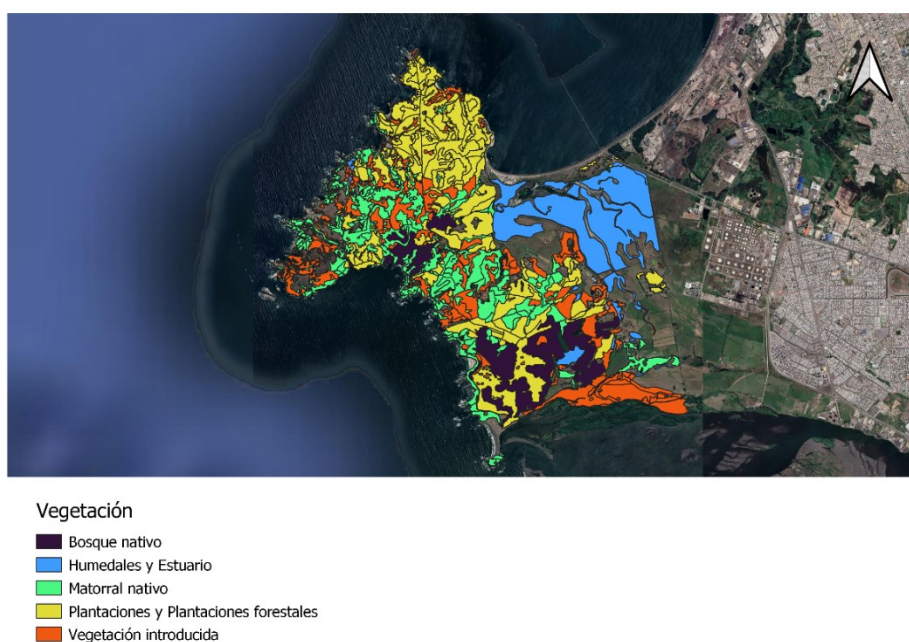 Vegetación
Bosque nativo
Humedales y Estuario
Matorral nativo
Plantaciones y Plantaciones forestales
Vegetación introducida